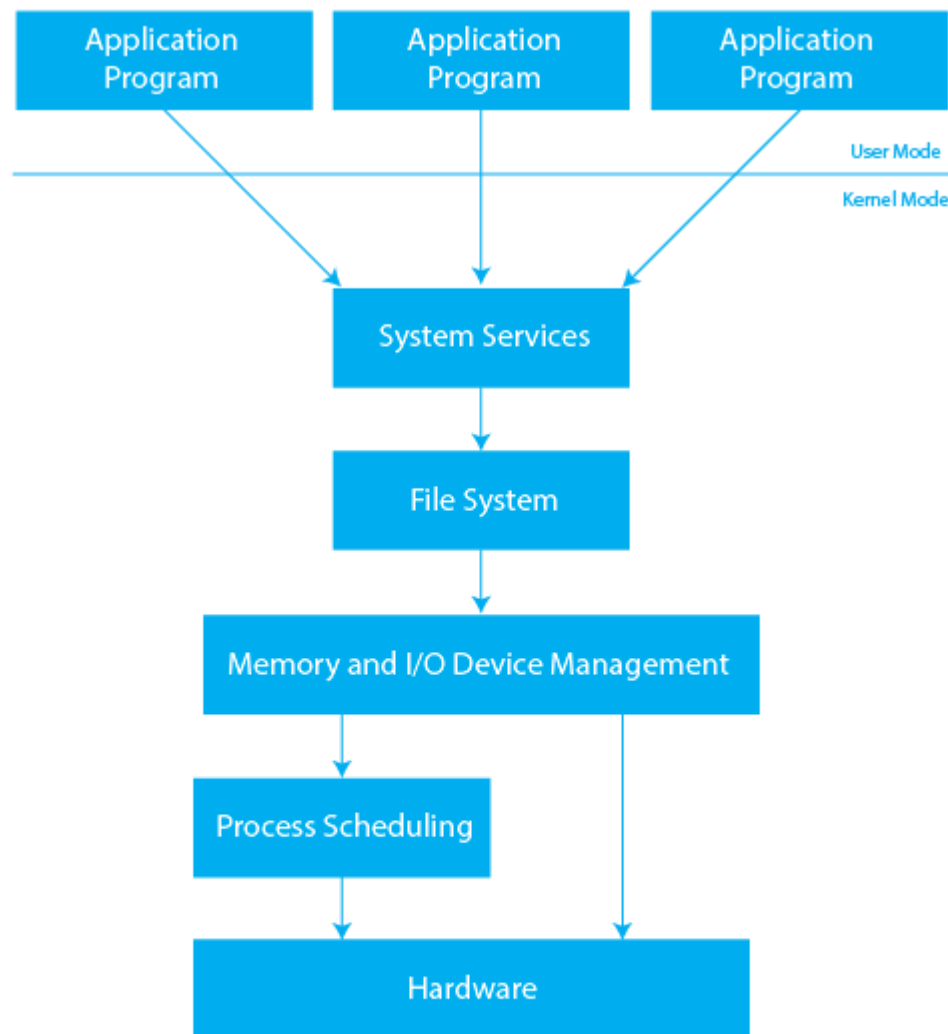 Application
Program
Application
Program
Application
Program
User Mode
Kernel Mode
System Services
File System
Memory and I/O Device Management
Process Scheduling
Hardware